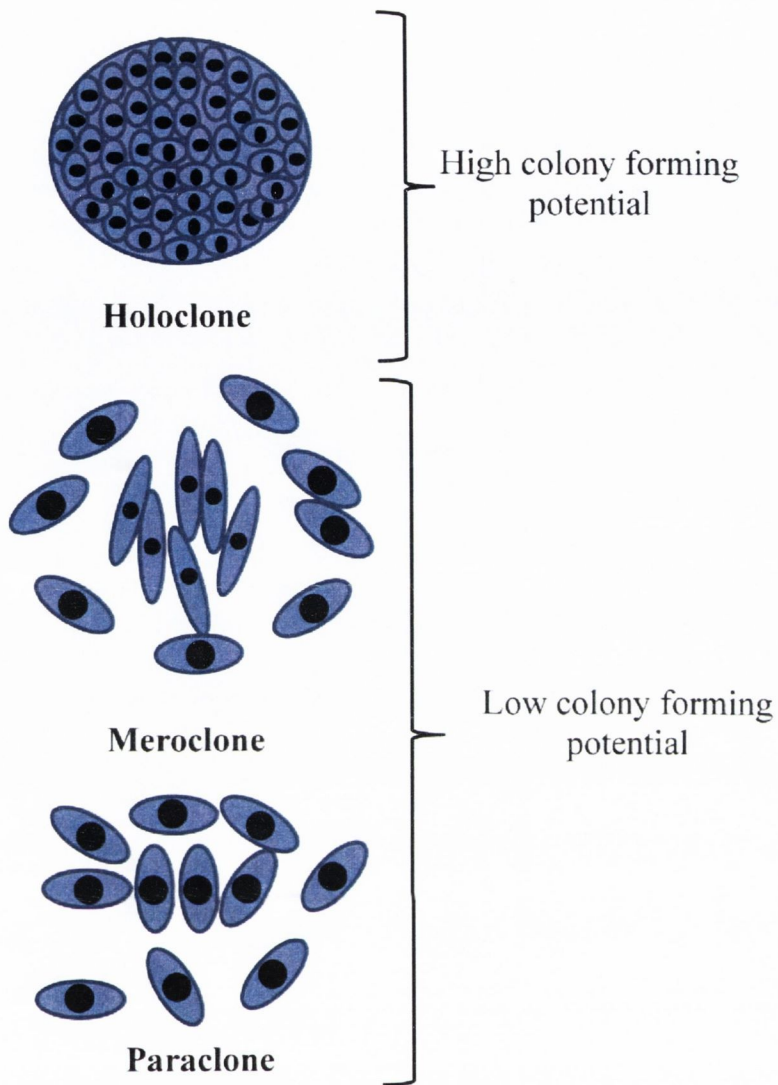 High colony forming
potential
Holoclone
Meroclone
Low colony forming
potential
Paraclone